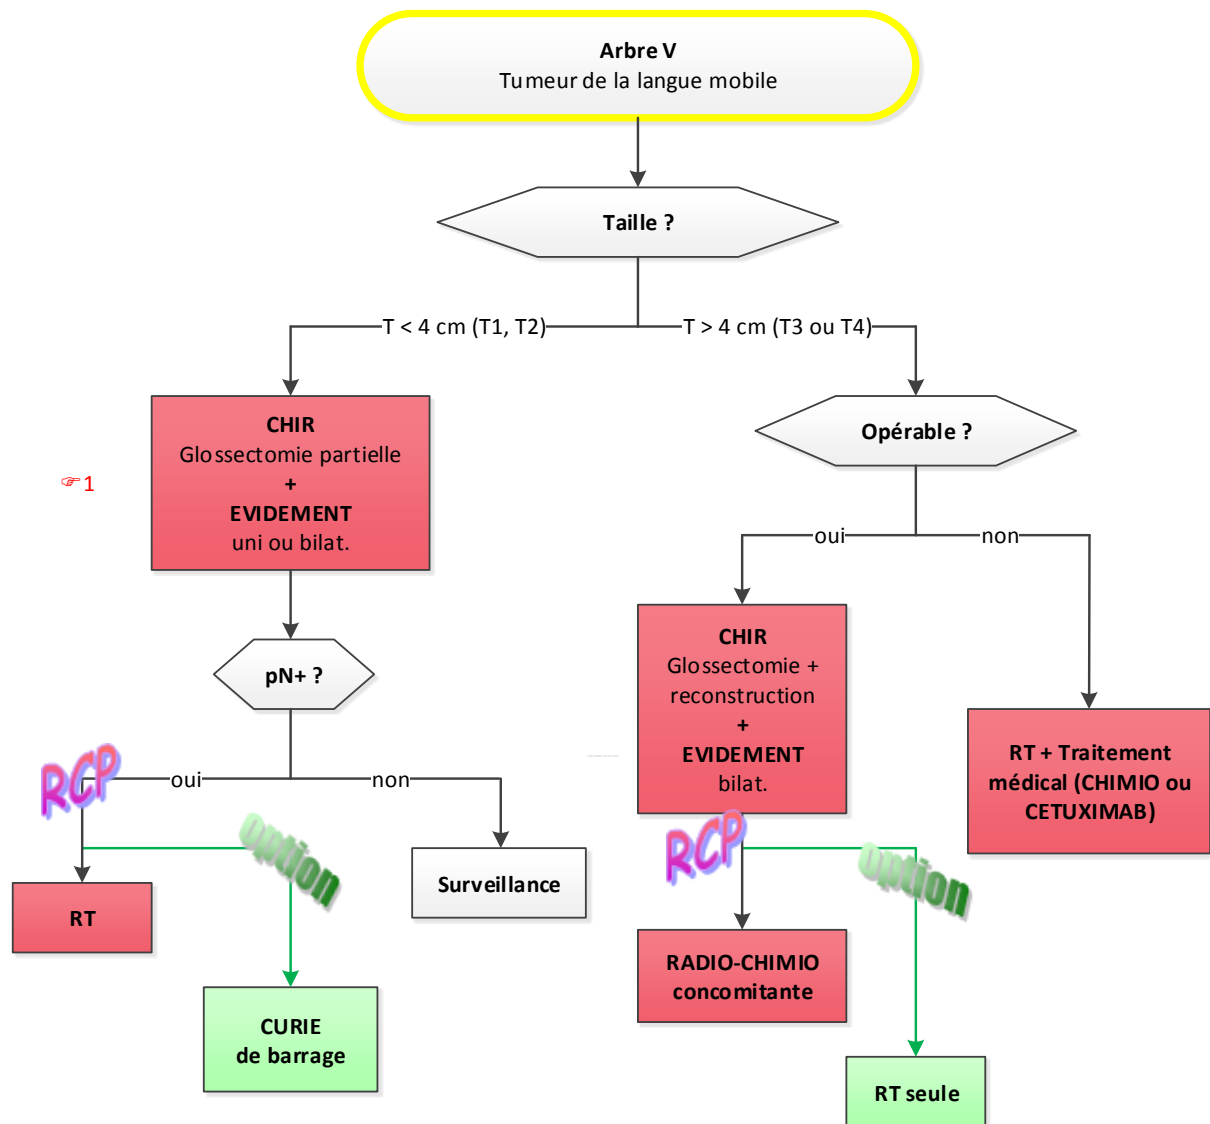 Arbre V
Tumeur de la langue mobile
Taille ?
T < 4 cm (T1, T2)
T > 4 cm (T3 ou T4)
CHIR
Glossectomie partielle
+
EVIDEMENT
uni ou bilat.
☞1
Opérable ?
oui
non
CHIR
Glossectomie +
reconstruction
+
EVIDEMENT
bilat.
pN+ ?
RT + Traitement
médical (CHIMIO ou
CETUXIMAB)
RCP
oui
non
option
Surveillance
RT
CURIE
de barrage
RCP
option
RADIO-CHIMIO
concomitante
RT seule